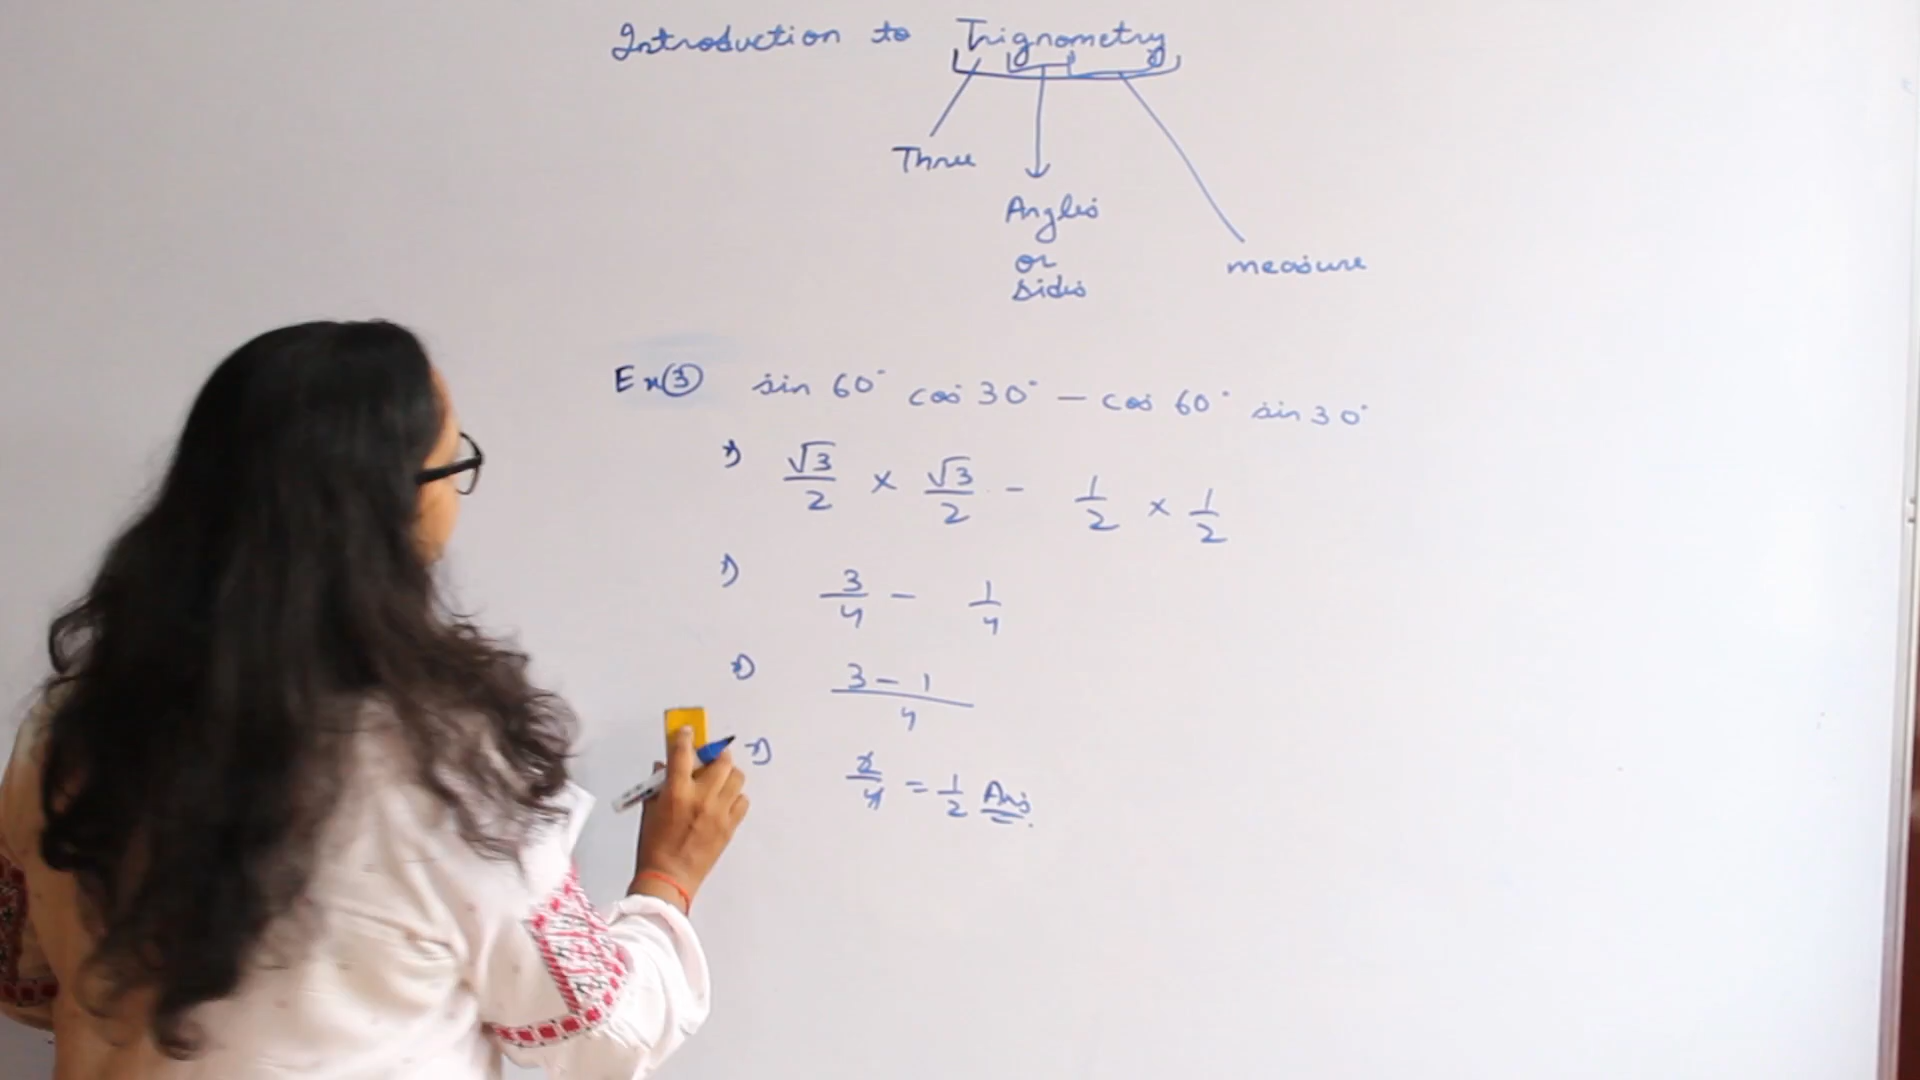 Introduction to Trignometry
Three
Angles
or
sides
measure
Ex ③ sin 60° cos 30° – cos 60° sin 30°
⇒ √3/2 × √3/2 - 1/2 × 1/2
⇒ 3/4 – 1/4
⇒ 3 – 1/4
⇒ 2/4 = 1/2 Ans.